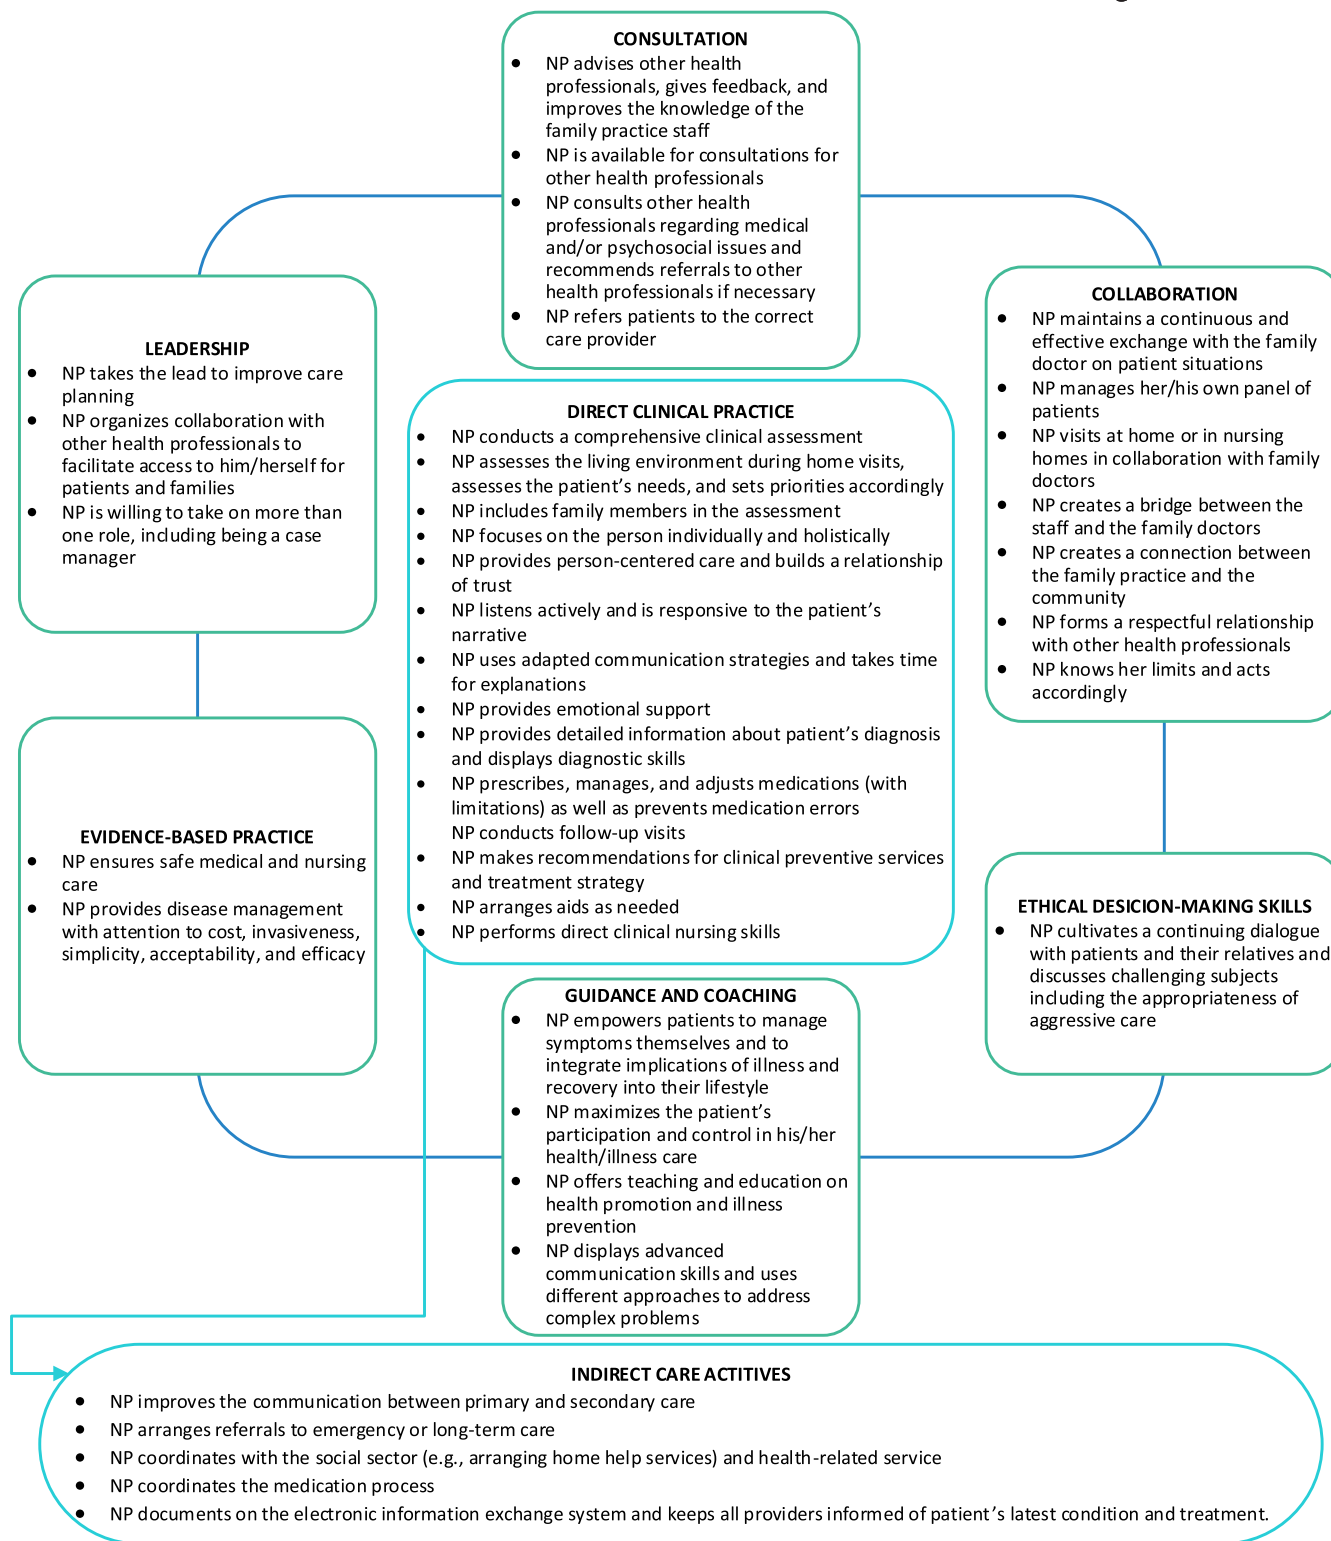 CONSULTATION
• NP advises other health
professionals, gives feedback, and
improves the knowledge of the
family practice staff
• NP is available for consultations for
other health professionals
• NP consults other health
professionals regarding medical
and/or psychosocial issues and
recommends referrals to other
health professionals if necessary
• NP refers patients to the correct
care provider
LEADERSHIP
• NP takes the lead to improve care
planning
• NP organizes collaboration with
other health professionals to
facilitate access to him/herself for
patients and families
• NP is willing to take on more than
one role, including being a case
manager
COLLABORATION
• NP maintains a continuous and
effective exchange with the family
doctor on patient situations
• NP manages her/his own panel of
patients
• NP visits at home or in nursing
homes in collaboration with family
doctors
• NP creates a bridge between the
staff and the family doctors
• NP creates a connection between
the family practice and the
community
• NP forms a respectful relationship
with other health professionals
• NP knows her limits and acts
accordingly
DIRECT CLINICAL PRACTICE
• NP conducts a comprehensive clinical assessment
• NP assesses the living environment during home visits,
assesses the patient’s needs, and sets priorities accordingly
• NP includes family members in the assessment
• NP focuses on the person individually and holistically
• NP provides person-centered care and builds a relationship
of trust
• NP listens actively and is responsive to the patient’s
narrative
• NP uses adapted communication strategies and takes time
for explanations
• NP provides emotional support
• NP provides detailed information about patient’s diagnosis
and displays diagnostic skills
• NP prescribes, manages, and adjusts medications (with
limitations) as well as prevents medication errors
NP conducts follow-up visits
• NP makes recommendations for clinical preventive services
and treatment strategy
• NP arranges aids as needed
• NP performs direct clinical nursing skills
EVIDENCE-BASED PRACTICE
• NP ensures safe medical and nursing
care
• NP provides disease management
with attention to cost, invasiveness,
simplicity, acceptability, and efficacy
ETHICAL DESICION-MAKING SKILLS
• NP cultivates a continuing dialogue
with patients and their relatives and
discusses challenging subjects
including the appropriateness of
aggressive care
GUIDANCE AND COACHING
• NP empowers patients to manage
symptoms themselves and to
integrate implications of illness and
recovery into their lifestyle
• NP maximizes the patient’s
participation and control in his/her
health/illness care
• NP offers teaching and education on
health promotion and illness
prevention
• NP displays advanced
communication skills and uses
different approaches to address
complex problems
INDIRECT CARE ACTITIVES
• NP improves the communication between primary and secondary care
• NP arranges referrals to emergency or long-term care
• NP coordinates with the social sector (e.g., arranging home help services) and health-related service
• NP coordinates the medication process
• NP documents on the electronic information exchange system and keeps all providers informed of patient’s latest condition and treatment.